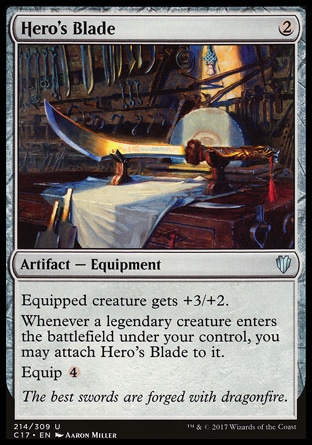 Hero's Blade 2
Artifact — Equipment
Equipped creature gets +3/+2.
Whenever a legendary creature enters
the battlefield under your control, you
may attach Hero's Blade to it.
Equip 4
The best swords are forged with dragonfire.
214/309 U
C17 • EN Aaron Miller
™ & © 2017 Wizards of the Coast